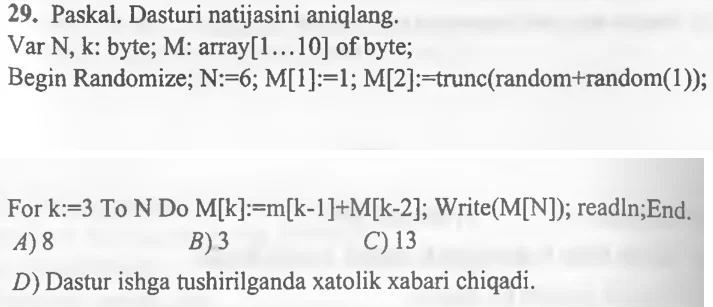 29. Paskal. Dasturi natijasini aniqlang.
Var N, k: byte; M: array[1…10] of byte;
Begin Randomize; N:=6; M[1]:=1; M[2]:=trunc(random+random(1));
For k:=3 To N Do M[k]:=m[k-1]+M[k-2]; Write(M[N]); readln;End.
A) 8 B) 3 C) 13
D) Dastur ishga tushirilganda xatolik xabari chiqadi.